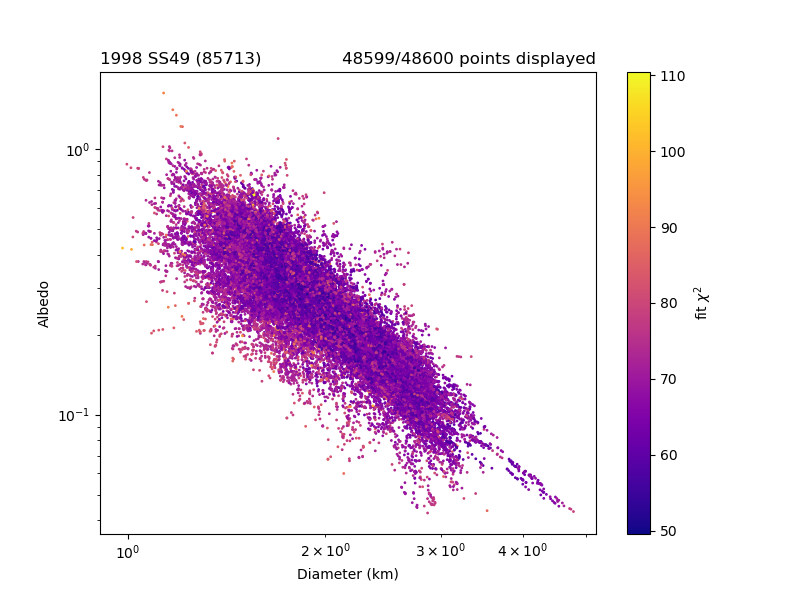 1998 SS49 (85713) 48599/48600 points displayed
110
100
90
80
70
60
50
fit χ²
Albedo
10⁰
10⁻¹
10⁰ 2 × 10⁰ 3 × 10⁰ 4 × 10⁰
Diameter (km)